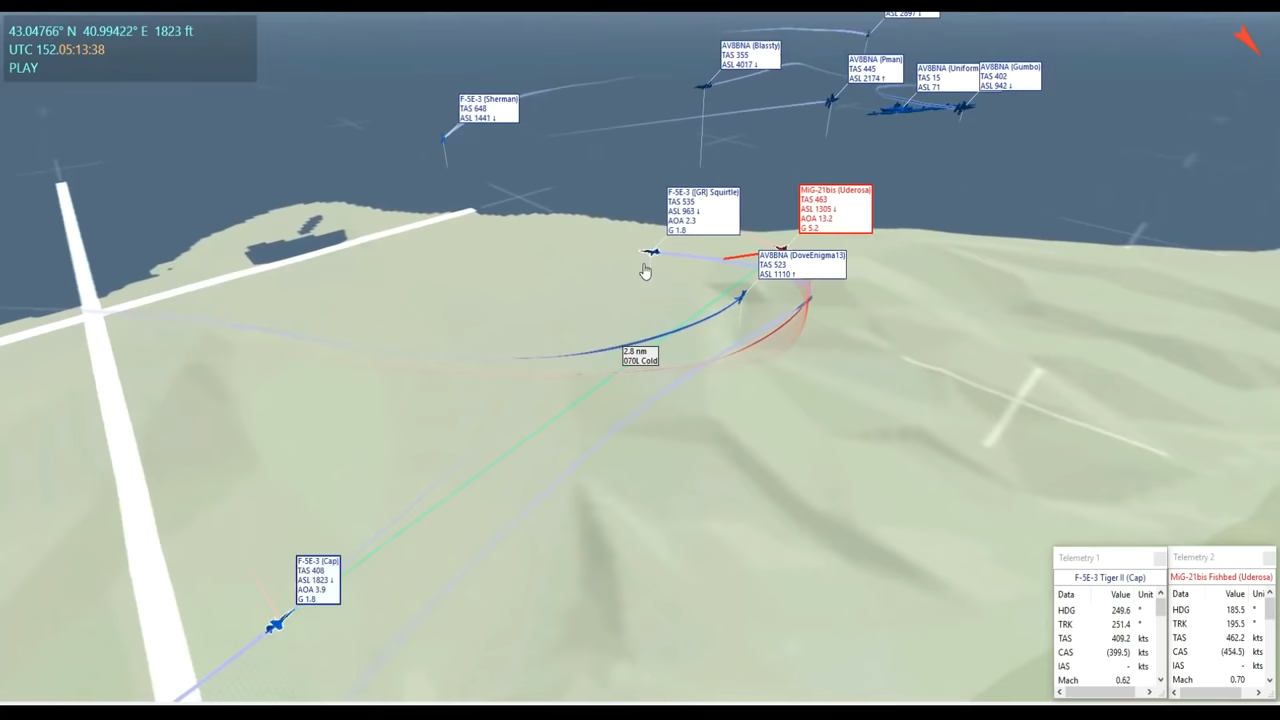 43.04766° N 40.99422° E 1823 ft
UTC 152.05:13:38
PLAY
ASL 2897 ↓
AV8BNA (Blassty)
TAS 355
ASL 4017 ↓
AV8BNA (Pman)
TAS 445
ASL 2174 ↑
AV8BNA (Uniform
TAS 15
ASL 71
AV8BNA (Gumbo)
TAS 402
ASL 942 ↓
F-5E-3 (Sherman)
TAS 648
ASL 1441 ↓
F-5E-3 ([GR] Squirtle)
TAS 535
ASL 963 ↓
AOA 2.3
G 1.8
MiG-21bis (Uderosa)
TAS 463
ASL 1305 ↓
AOA 13.2
G 5.2
AV8BNA (DoveEnigma13)
TAS 523
ASL 1110 ↑
2.8 nm
070L Cold
F-5E-3 (Cap)
TAS 408
ASL 1823 ↓
AOA 3.9
G 1.8
Telemetry 1
F-5E-3 Tiger II (Cap)
Data Value Unit
HDG 249.6 °
TRK 251.4 °
TAS 409.2 kts
CAS (399.5) kts
IAS - kts
Mach 0.62
Telemetry 2
MiG-21bis Fishbed (Uderosa)
Data Value Uni
HDG 185.5 °
TRK 195.5 °
TAS 462.2 kts
CAS (454.5) kts
IAS - kts
Mach 0.70